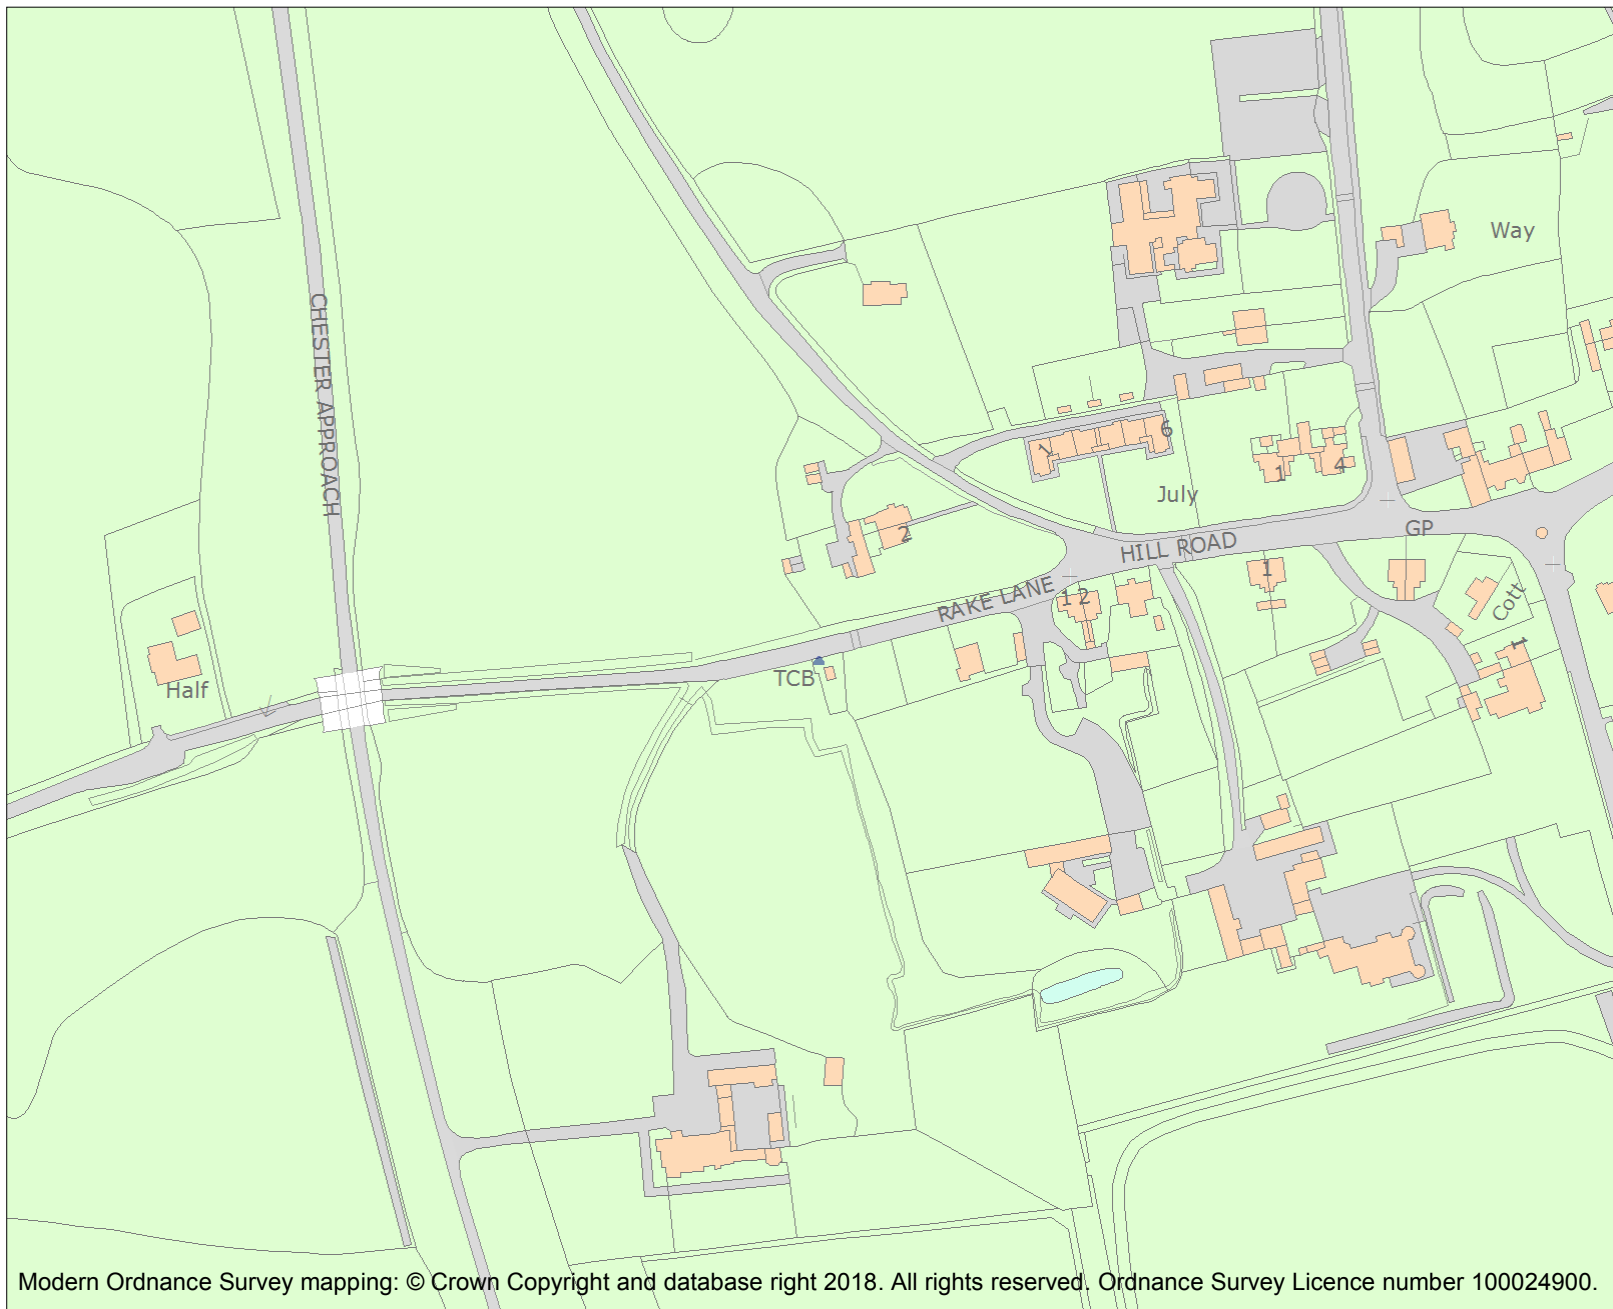 Way
CHESTER APPROACH
1
6
July
1
4
2
GP
HILL ROAD
1
RAKE LANE
1 2
Cott
1
TCB
Half
Modern Ordnance Survey mapping: © Crown Copyright and database right 2018. All rights reserved. Ordnance Survey Licence number 100024900.